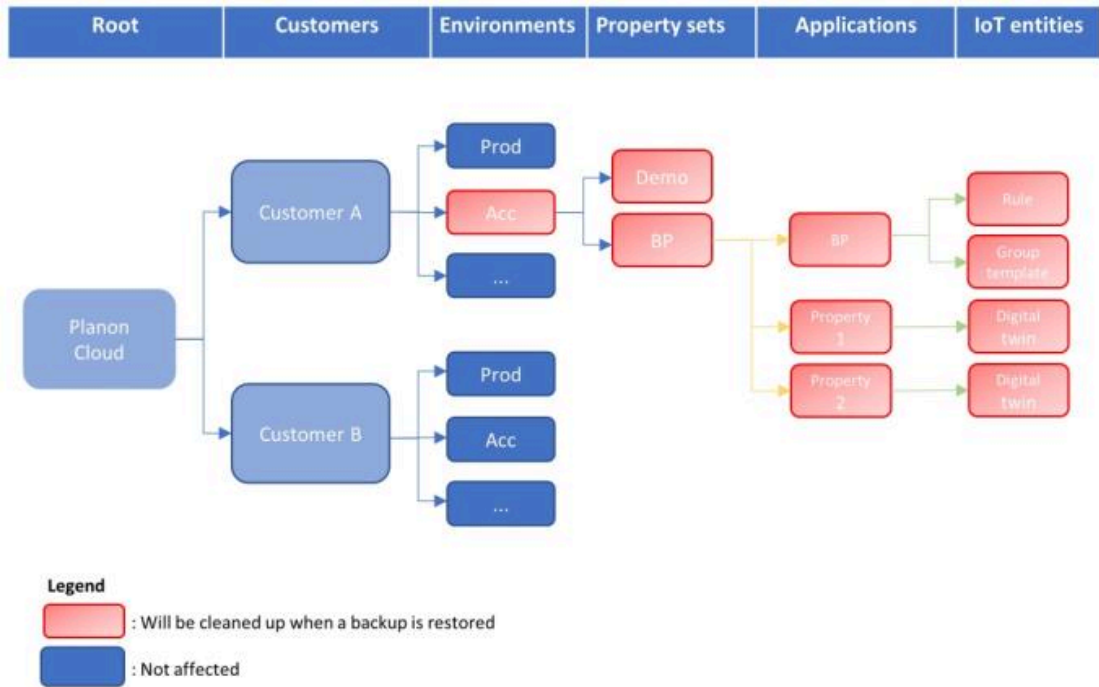 Root Customers Environments Property sets Applications IoT entities
Prod
Demo
Customer A
Acc
Rule
BP
BP
Group
template
...
Planon
Cloud
Property
1
Digital
twin
Prod
Property
2
Digital
twin
Customer B
Acc
...
Legend
: Will be cleaned up when a backup is restored
: Not affected